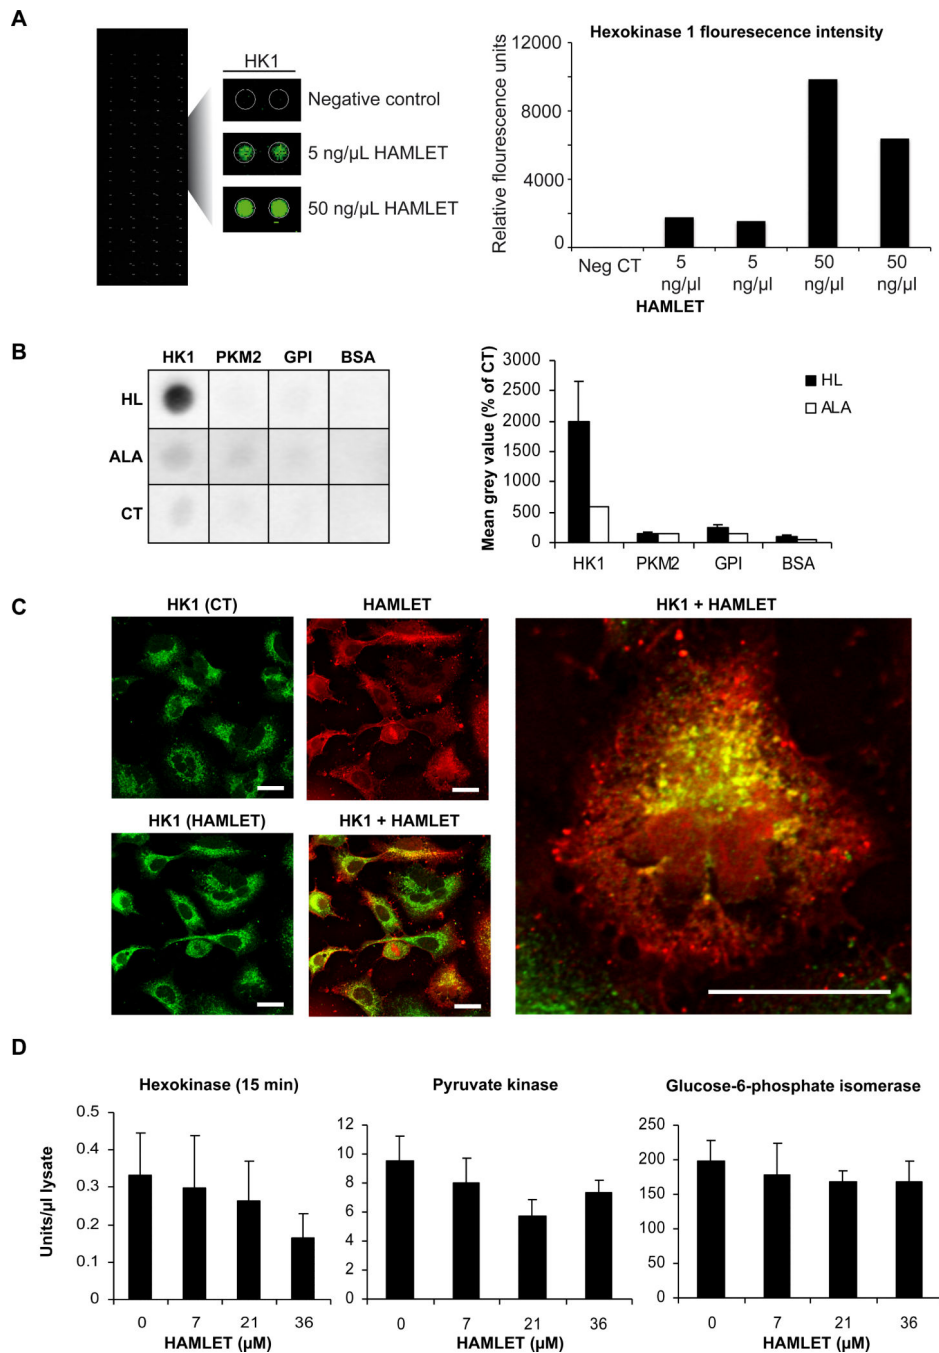 A
HK1
Negative control
5 ng/µL HAMLET
50 ng/µL HAMLET
Hexokinase 1 flouresecence intensity
Relative flourescence units
12000
8000
4000
0
Neg CT
5 ng/µl
5 ng/µl
50 ng/µl
50 ng/µl
HAMLET
B
HK1 PKM2 GPI BSA
HL
ALA
CT
Mean grey value (% of CT)
3000
2500
2000
1500
1000
500
0
HK1 PKM2 GPI BSA
HL
ALA
C
HK1 (CT)
HAMLET
HK1 + HAMLET
HK1 (HAMLET)
HK1 + HAMLET
D
Hexokinase (15 min)
Units/µl lysate
0.5
0.4
0.3
0.2
0.1
0
0 7 21 36
HAMLET (µM)
Pyruvate kinase
12
10
8
6
4
2
0
0 7 21 36
HAMLET (µM)
Glucose-6-phosphate isomerase
250
200
150
100
50
0
0 7 21 36
HAMLET (µM)